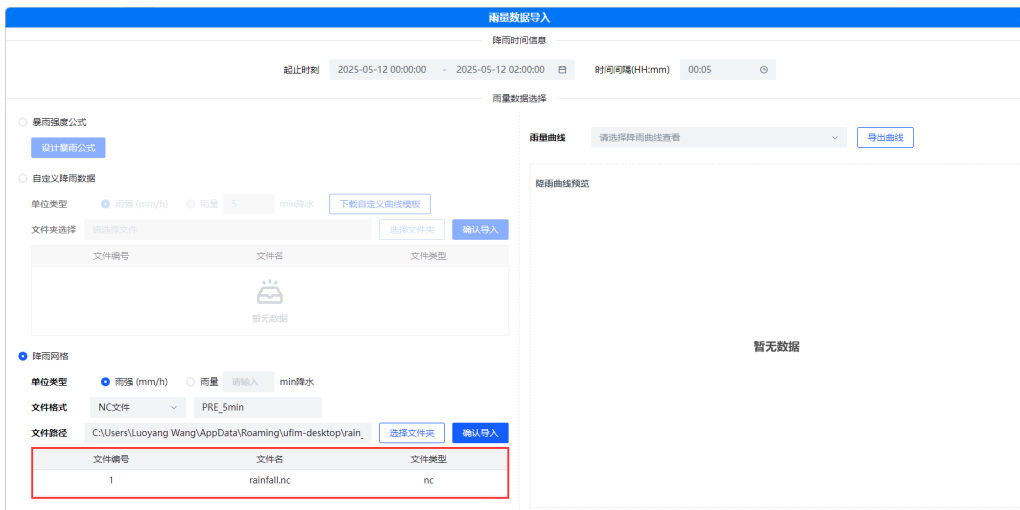 雨量数据导入
降雨时间信息
起止时刻 2025-05-12 00:00:00 - 2025-05-12 02:00:00 时间间隔(HH:mm) 00:05
雨量数据选择
暴雨强度公式
设计暴雨公式
自定义降雨数据
单位类型 雨强 (mm/h) 雨量 5 min降水 下载自定义曲线模板
文件夹选择 请选择文件 选择文件夹 确认导入
文件编号 文件名 文件类型
暂无数据
降雨网格
单位类型 雨强 (mm/h) 雨量 请输入 min降水
文件格式 NC文件 PRE_5min
文件路径 C:\Users\Luoyang Wang\AppData\Roaming\ufim-desktop\rain_ 选择文件夹 确认导入
文件编号 文件名 文件类型
1 rainfall.nc nc
雨量曲线 请选择降雨曲线查看 导出曲线
降雨曲线预览
暂无数据